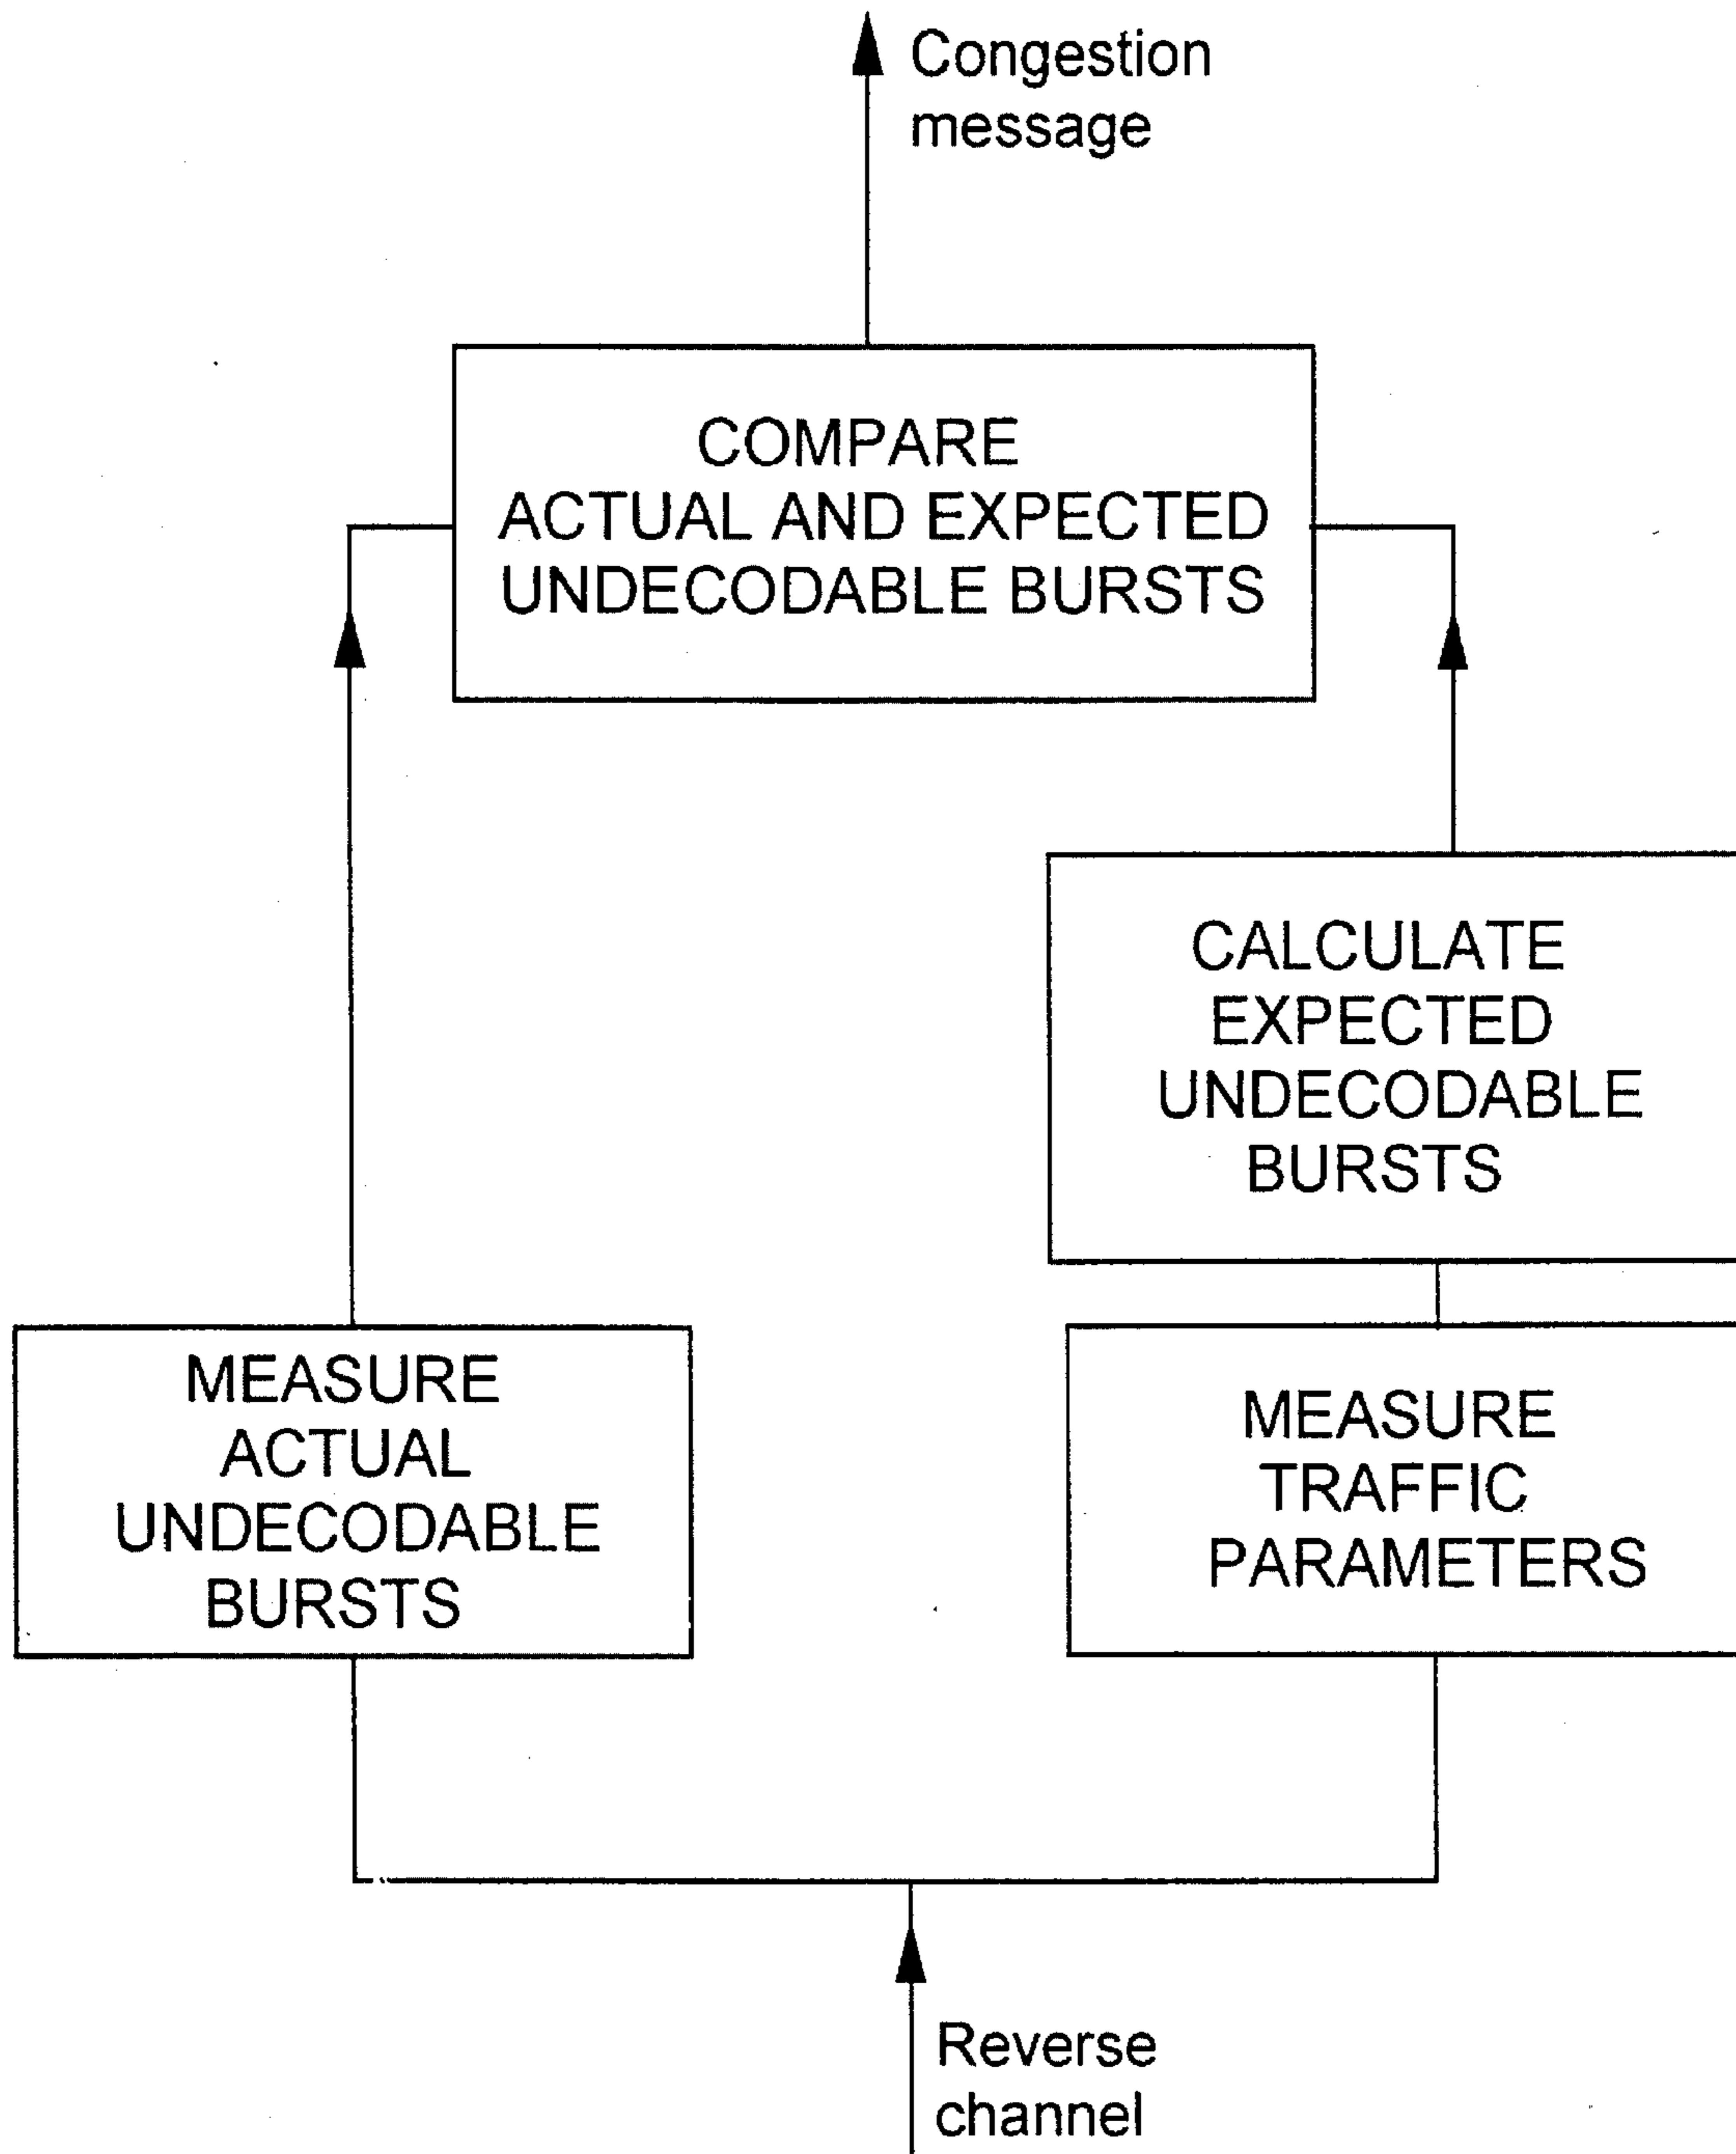 Congestion
message
COMPARE
ACTUAL AND EXPECTED
UNDECODABLE BURSTS
CALCULATE
EXPECTED
UNDECODABLE
BURSTS
MEASURE
ACTUAL
UNDECODABLE
BURSTS
MEASURE
TRAFFIC
PARAMETERS
Reverse
channel